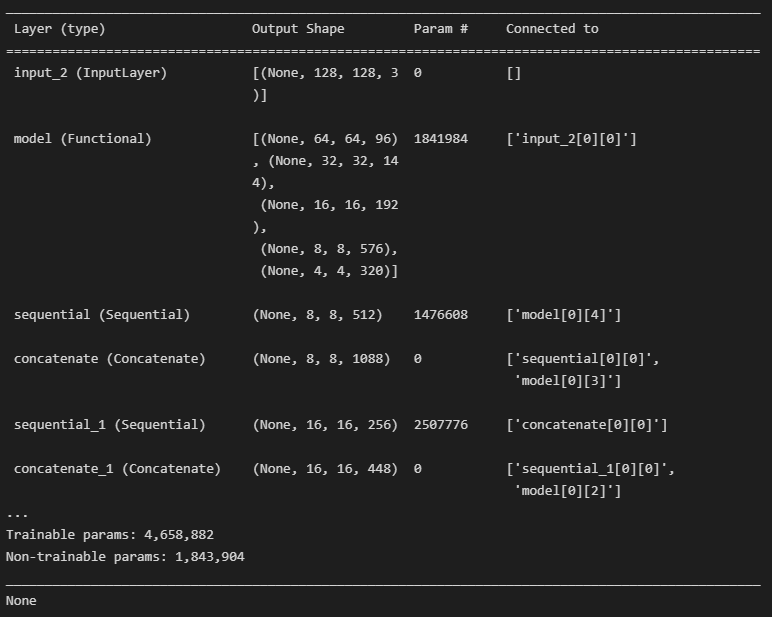 Layer (type) Output Shape Param # Connected to
==================================================================================================
input_2 (InputLayer) [(None, 128, 128, 3 0 []
)]
model (Functional) [(None, 64, 64, 96) 1841984 ['input_2[0][0]']
, (None, 32, 32, 14
4),
(None, 16, 16, 192
),
(None, 8, 8, 576),
(None, 4, 4, 320)]
sequential (Sequential) (None, 8, 8, 512) 1476608 ['model[0][4]']
concatenate (Concatenate) (None, 8, 8, 1088) 0 ['sequential[0][0]',
'model[0][3]']
sequential_1 (Sequential) (None, 16, 16, 256) 2507776 ['concatenate[0][0]']
concatenate_1 (Concatenate) (None, 16, 16, 448) 0 ['sequential_1[0][0]',
'model[0][2]']
...
Trainable params: 4,658,882
Non-trainable params: 1,843,904
__________________________________________________________________________________________________
None